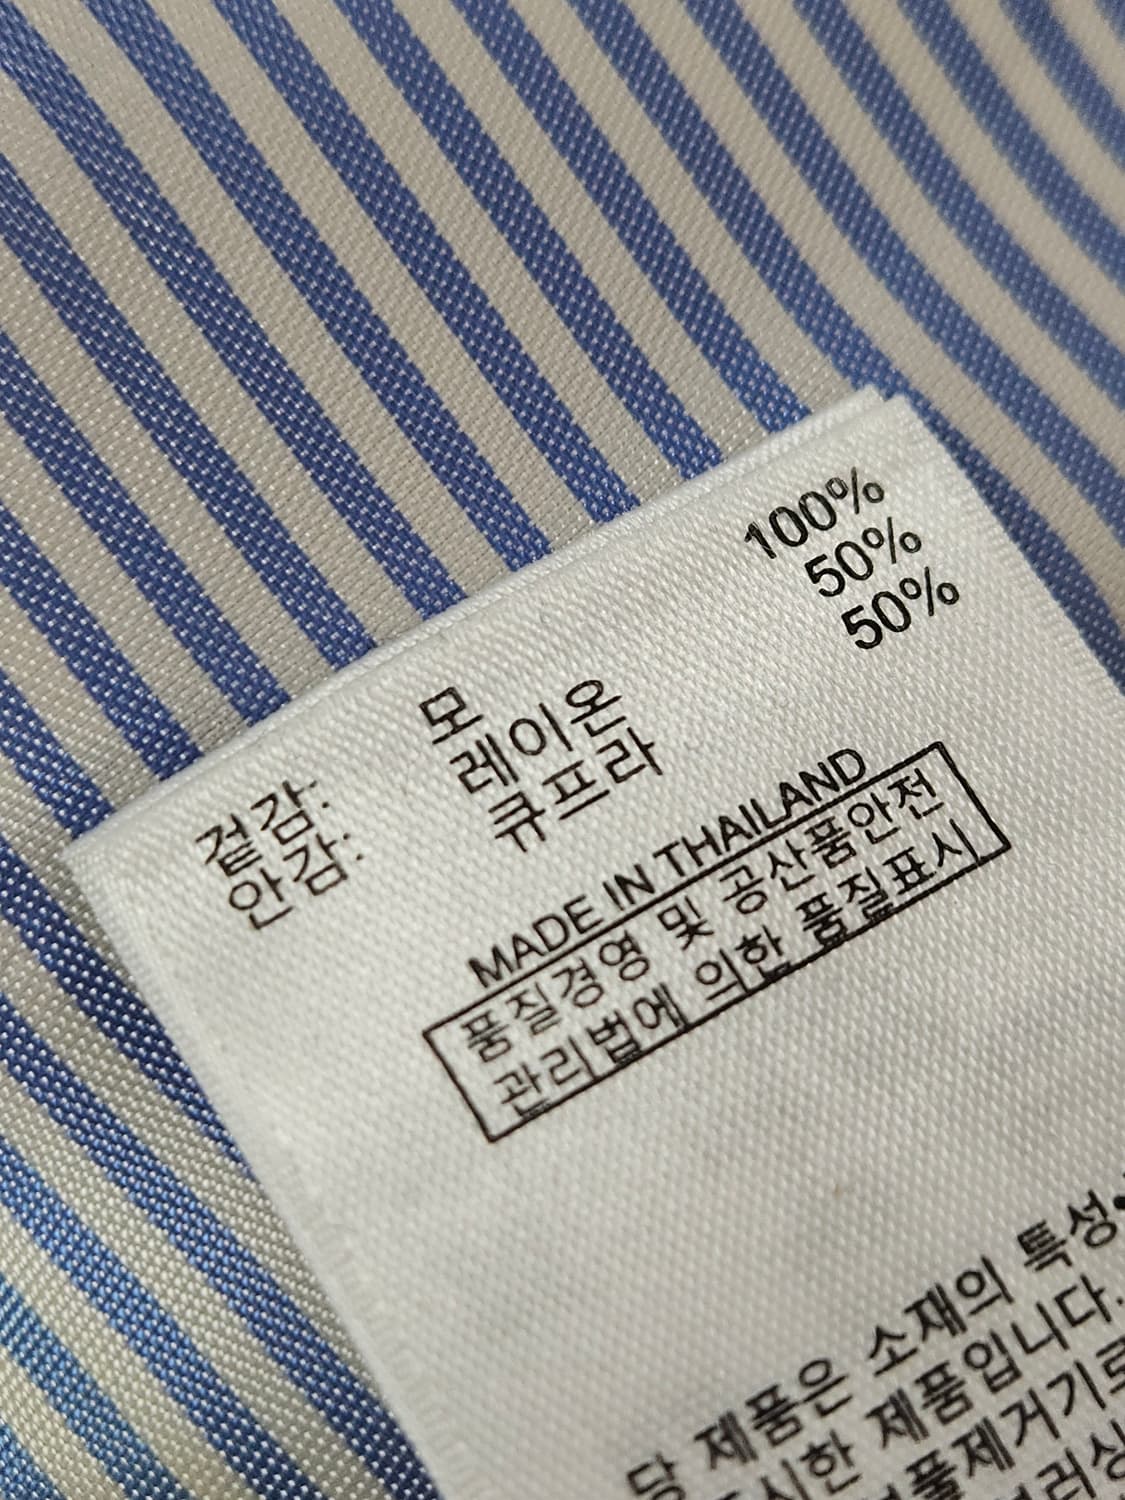 겉감: 모 100%
안감: 레이온 50%
큐프라 50%
MADE IN THAILAND
품질경영 및 공산품안전
관리법에 의한 품질표시
당 제품은 소재의 특성•
제품입니다.